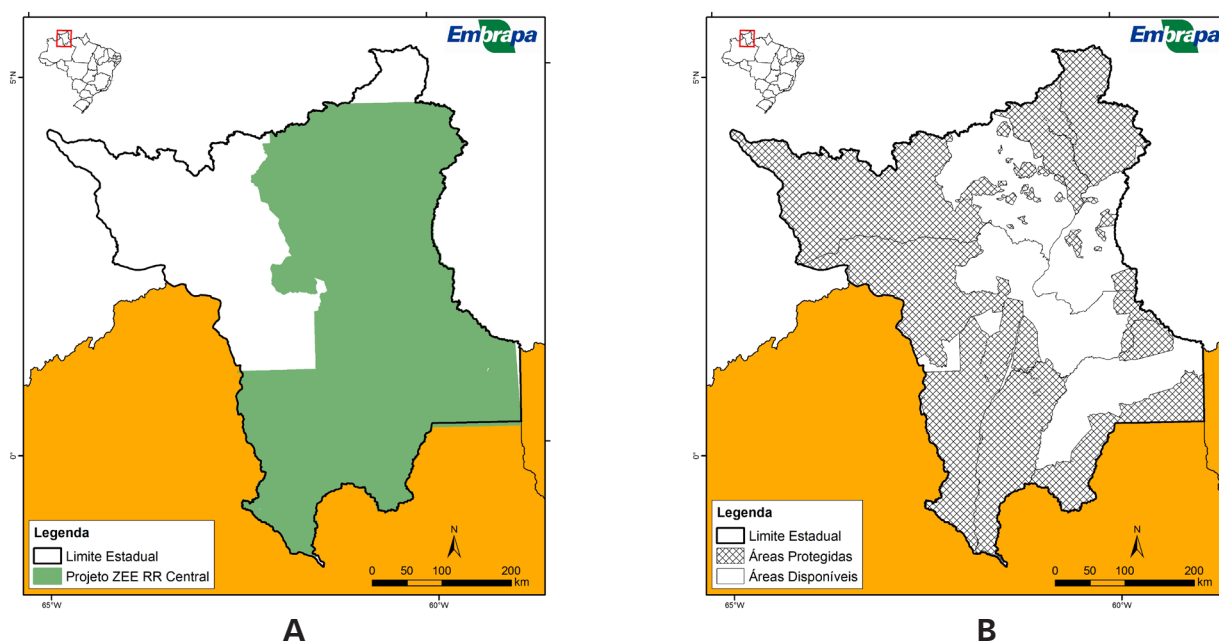 Embrapa
5°N
0°
Legenda
Limite Estadual
Projeto ZEE RR Central
N
0 50 100 200
km
65°W
60°W
A
Embrapa
5°N
0°
Legenda
Limite Estadual
Áreas Protegidas
Áreas Disponíveis
N
0 50 100 200
km
65°W
60°W
B